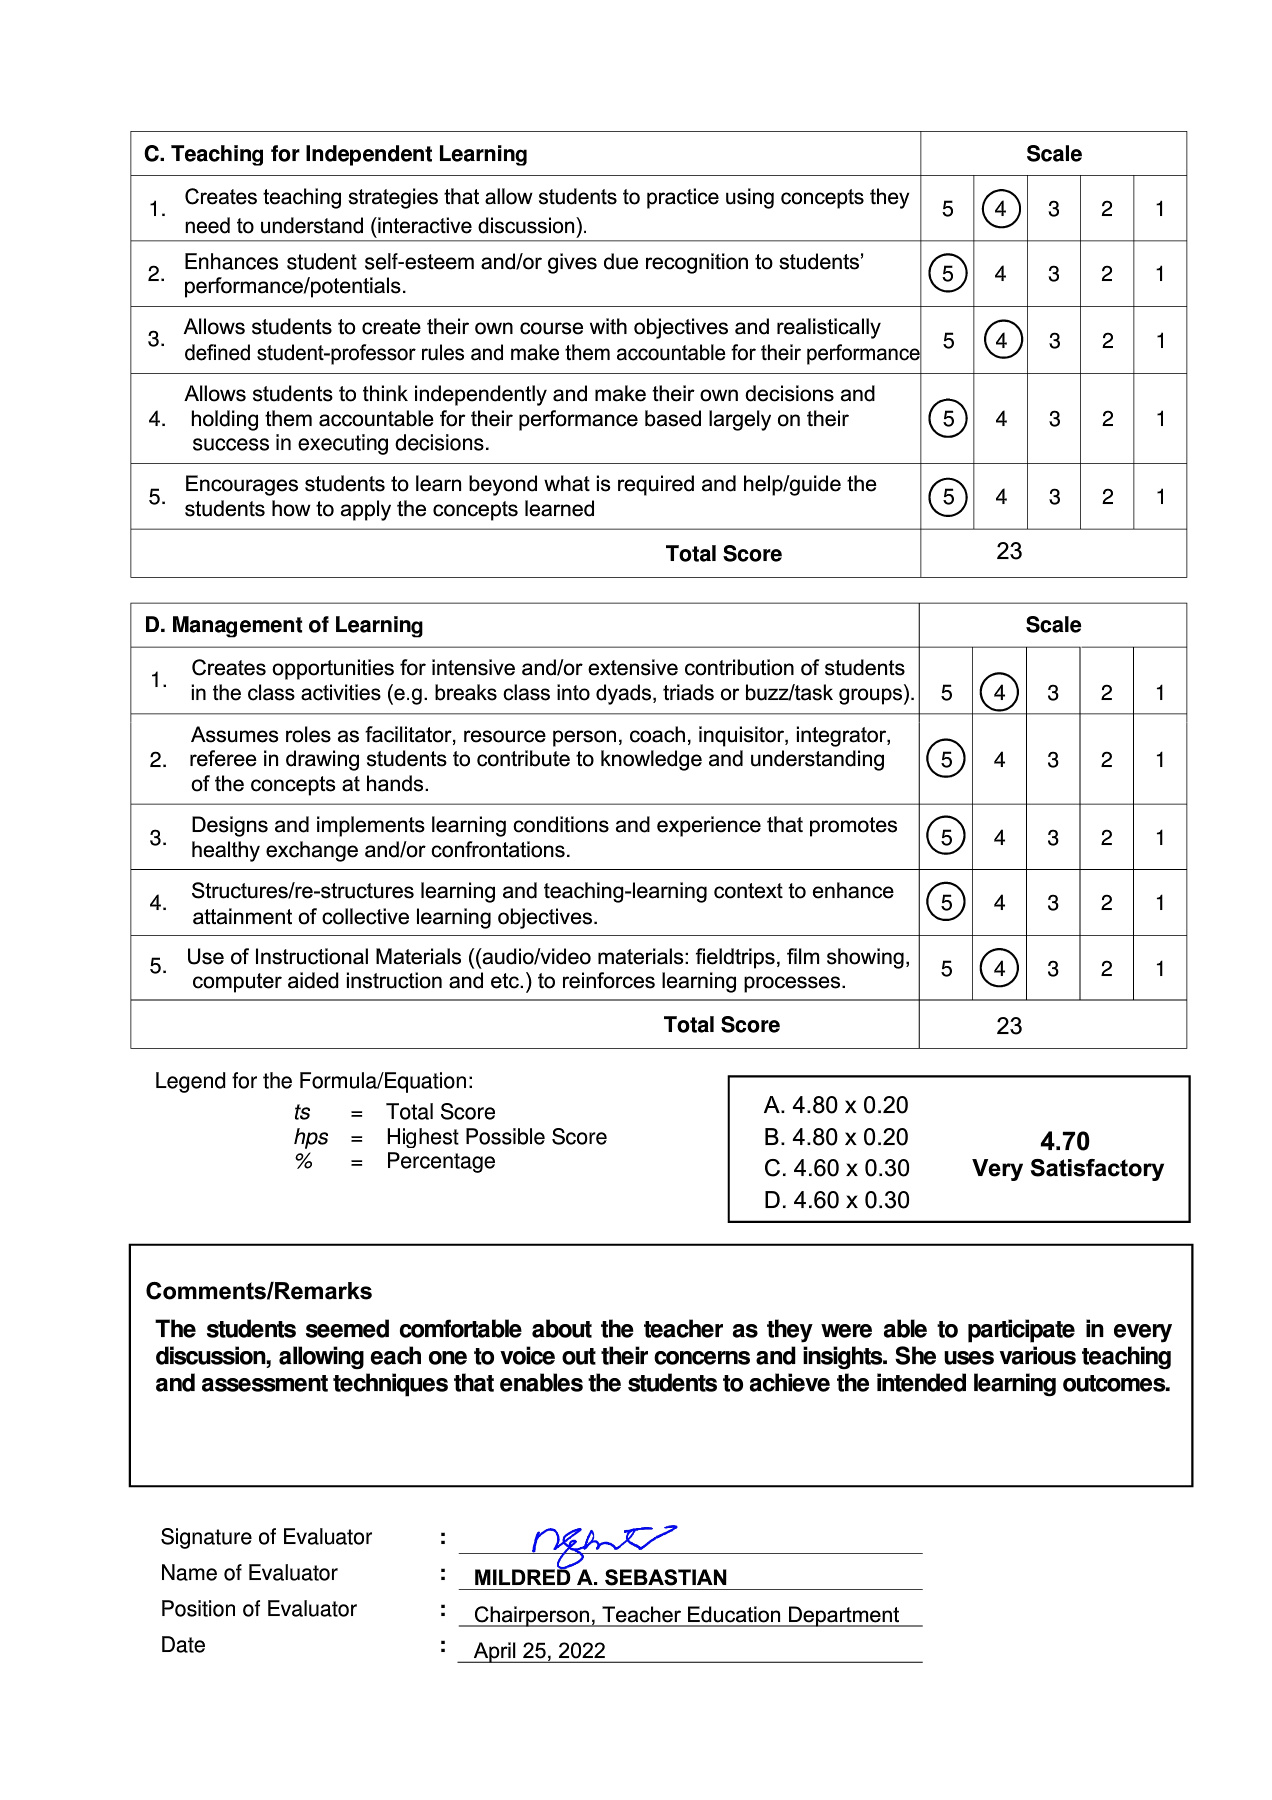 C. Teaching for Independent Learning Scale
1. Creates teaching strategies that allow students to practice using concepts they
need to understand (interactive discussion). 5 4 3 2 1
2. Enhances student self-esteem and/or gives due recognition to students’
performance/potentials. 5 4 3 2 1
3. Allows students to create their own course with objectives and realistically
defined student-professor rules and make them accountable for their performance 5 4 3 2 1
4. Allows students to think independently and make their own decisions and
holding them accountable for their performance based largely on their
success in executing decisions. 5 4 3 2 1
5. Encourages students to learn beyond what is required and help/guide the
students how to apply the concepts learned 5 4 3 2 1
Total Score 23
D. Management of Learning Scale
1. Creates opportunities for intensive and/or extensive contribution of students
in the class activities (e.g. breaks class into dyads, triads or buzz/task groups). 5 4 3 2 1
2. Assumes roles as facilitator, resource person, coach, inquisitor, integrator,
referee in drawing students to contribute to knowledge and understanding
of the concepts at hands. 5 4 3 2 1
3. Designs and implements learning conditions and experience that promotes
healthy exchange and/or confrontations. 5 4 3 2 1
4. Structures/re-structures learning and teaching-learning context to enhance
attainment of collective learning objectives. 5 4 3 2 1
5. Use of Instructional Materials ((audio/video materials: fieldtrips, film showing,
computer aided instruction and etc.) to reinforces learning processes. 5 4 3 2 1
Total Score 23
Legend for the Formula/Equation:
ts = Total Score
hps = Highest Possible Score
% = Percentage
A. 4.80 x 0.20
B. 4.80 x 0.20
C. 4.60 x 0.30
D. 4.60 x 0.30
4.70
Very Satisfactory
Comments/Remarks
The students seemed comfortable about the teacher as they were able to participate in every
discussion, allowing each one to voice out their concerns and insights. She uses various teaching
and assessment techniques that enables the students to achieve the intended learning outcomes.
Signature of Evaluator :
Name of Evaluator : MILDRED A. SEBASTIAN
Position of Evaluator : Chairperson, Teacher Education Department
Date : April 25, 2022